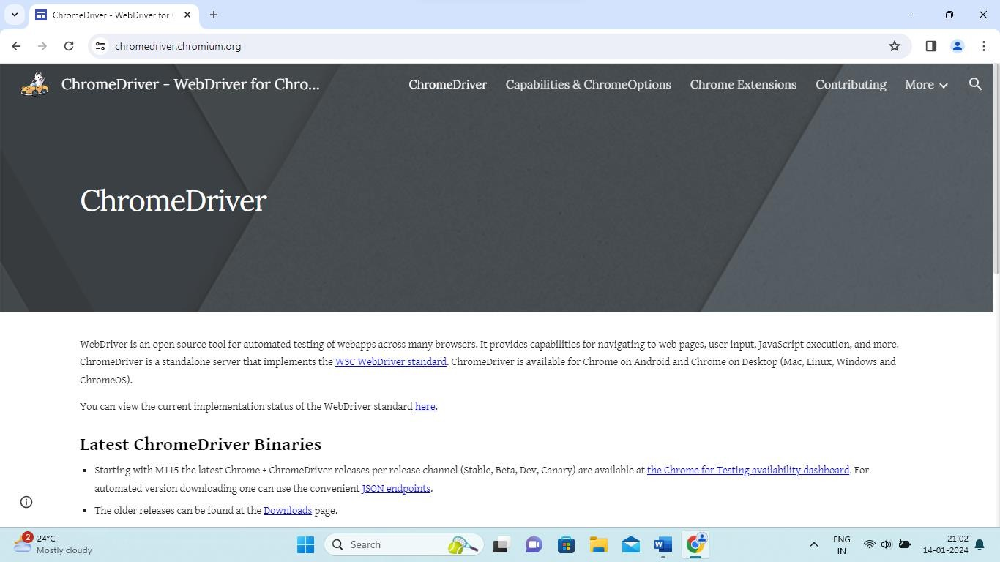 ChromeDriver - WebDriver for C
chromedriver.chromium.org
ChromeDriver - WebDriver for Chro...
ChromeDriver
Capabilities & ChromeOptions
Chrome Extensions
Contributing
More
ChromeDriver
WebDriver is an open source tool for automated testing of webapps across many browsers. It provides capabilities for navigating to web pages, user input, JavaScript execution, and more.
ChromeDriver is a standalone server that implements the W3C WebDriver standard. ChromeDriver is available for Chrome on Android and Chrome on Desktop (Mac, Linux, Windows and
ChromeOS).
You can view the current implementation status of the WebDriver standard here.
Latest ChromeDriver Binaries
▪ Starting with M115 the latest Chrome + ChromeDriver releases per release channel (Stable, Beta, Dev, Canary) are available at the Chrome for Testing availability dashboard. For
automated version downloading one can use the convenient JSON endpoints.
▪ The older releases can be found at the Downloads page.
2
24°C
Mostly cloudy
Search
W
ENG
IN
21:02
14-01-2024